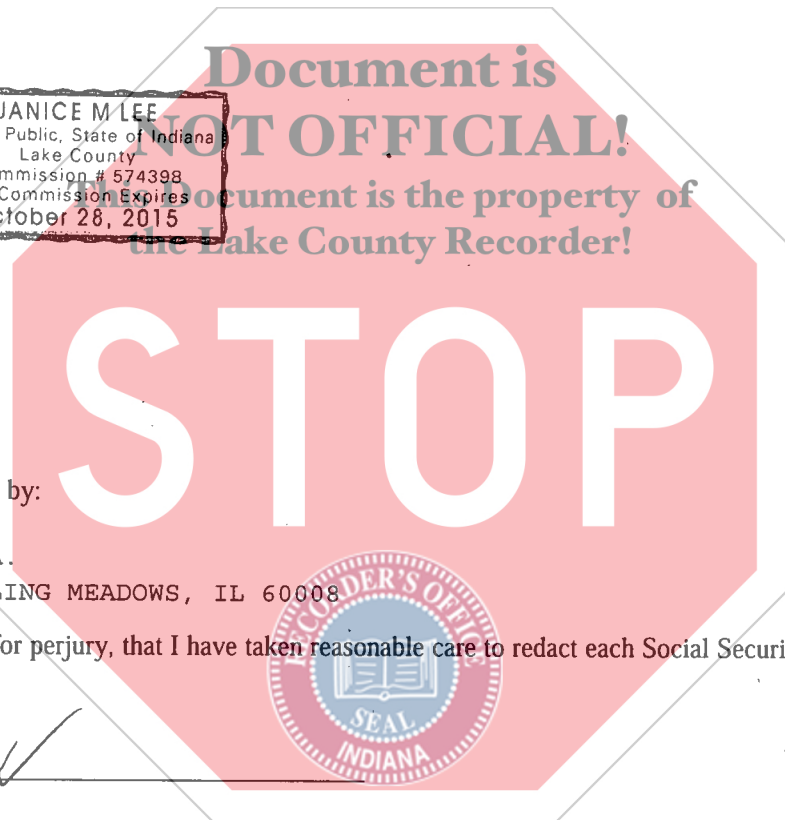 Document is
NOT OFFICIAL!
This Document is the property of
the Lake County Recorder!
JANICE M LEE
Public, State of Indiana
Lake County
mmission # 574398
Commission Expires
ctober 28, 2015
STOP
by:
A.
LING MEADOWS, IL 60008
for perjury, that I have taken reasonable care to redact each Social Securi
RECORDER'S OFFICE
SEAL
INDIANA